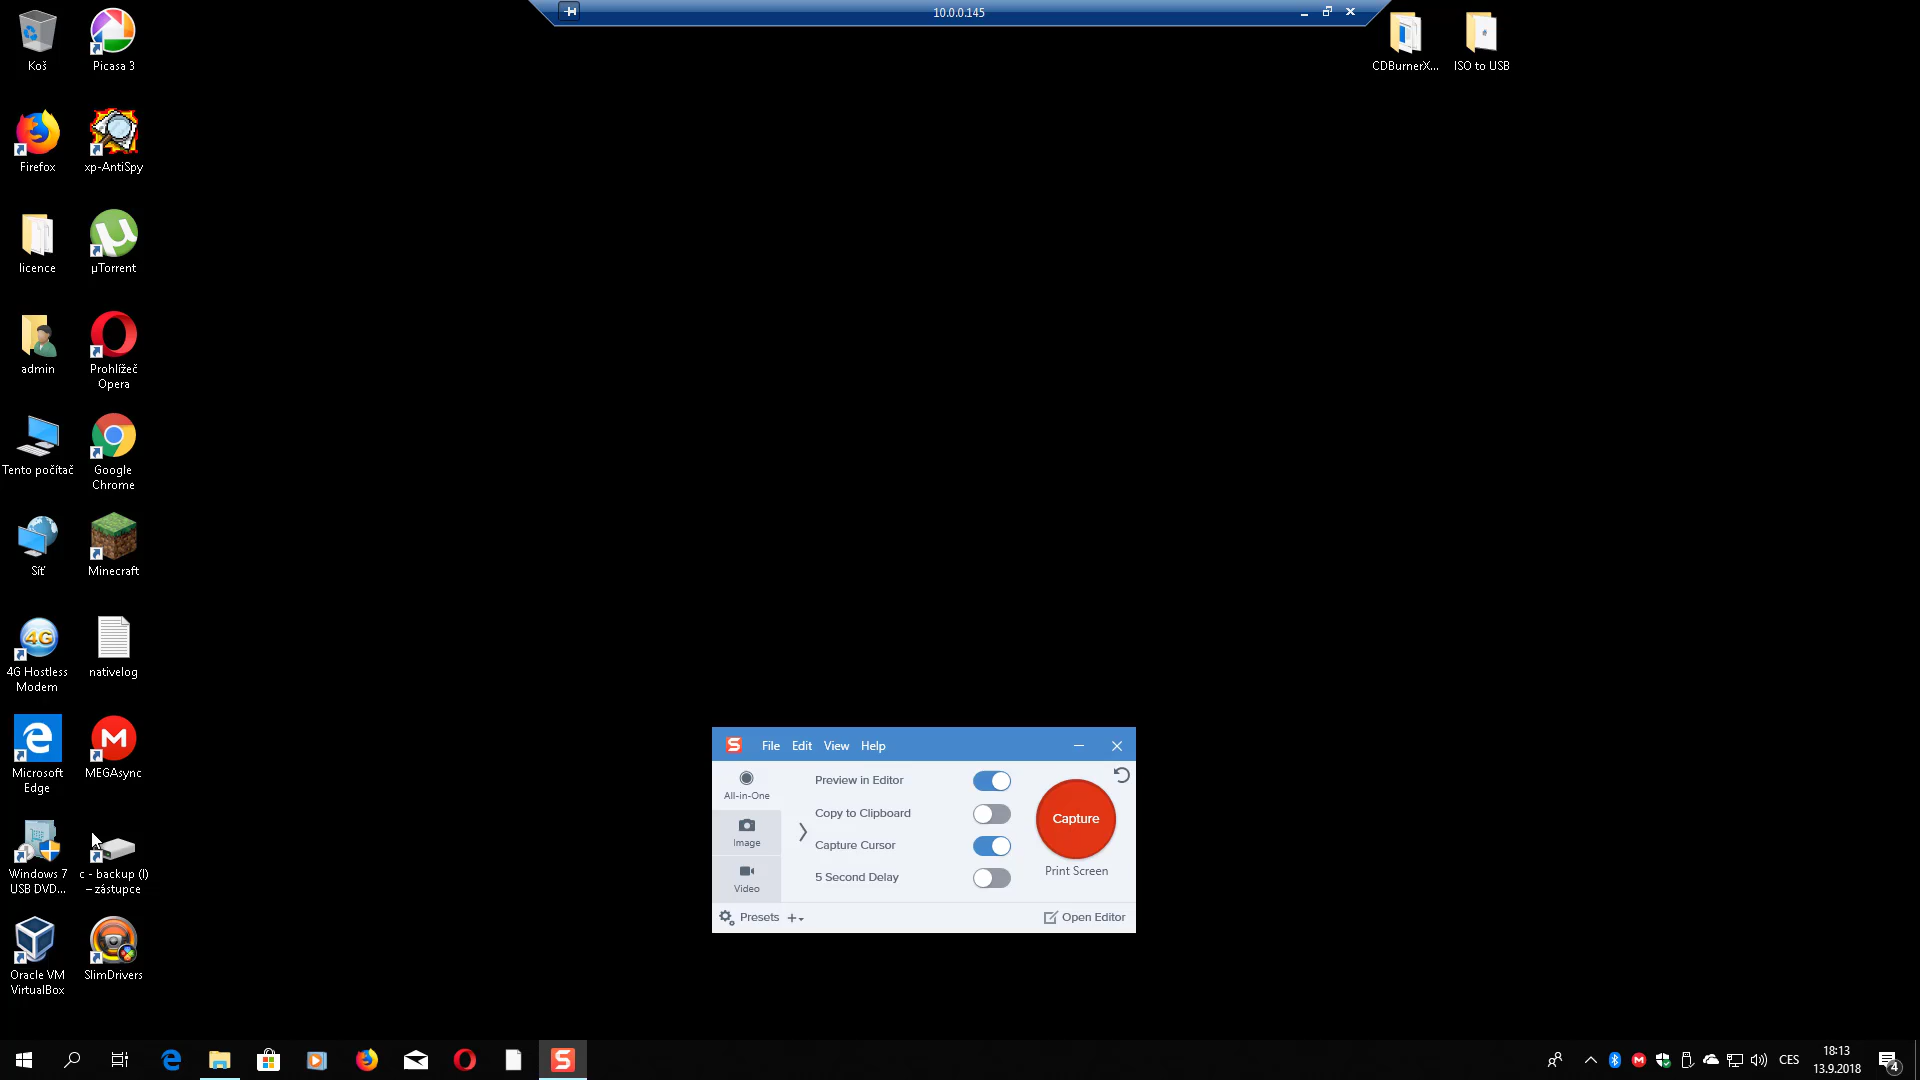 10.0.0.145
Koš
Picasa 3
CDBurnerX...
ISO to USB
Firefox
xp-AntiSpy
licence
µTorrent
admin
Prohlížeč
Opera
Tento počítač
Google
Chrome
Síť
Minecraft
4G
4G Hostless
Modem
nativelog
Microsoft
Edge
MEGAsync
Windows 7
USB DVD...
c - backup (I)
– zástupce
Oracle VM
VirtualBox
SlimDrivers
File Edit View Help
All-in-One
Image
Video
Preview in Editor
Copy to Clipboard
Capture Cursor
5 Second Delay
Capture
Print Screen
Presets
Open Editor
CES
18:13
13.9.2018
4